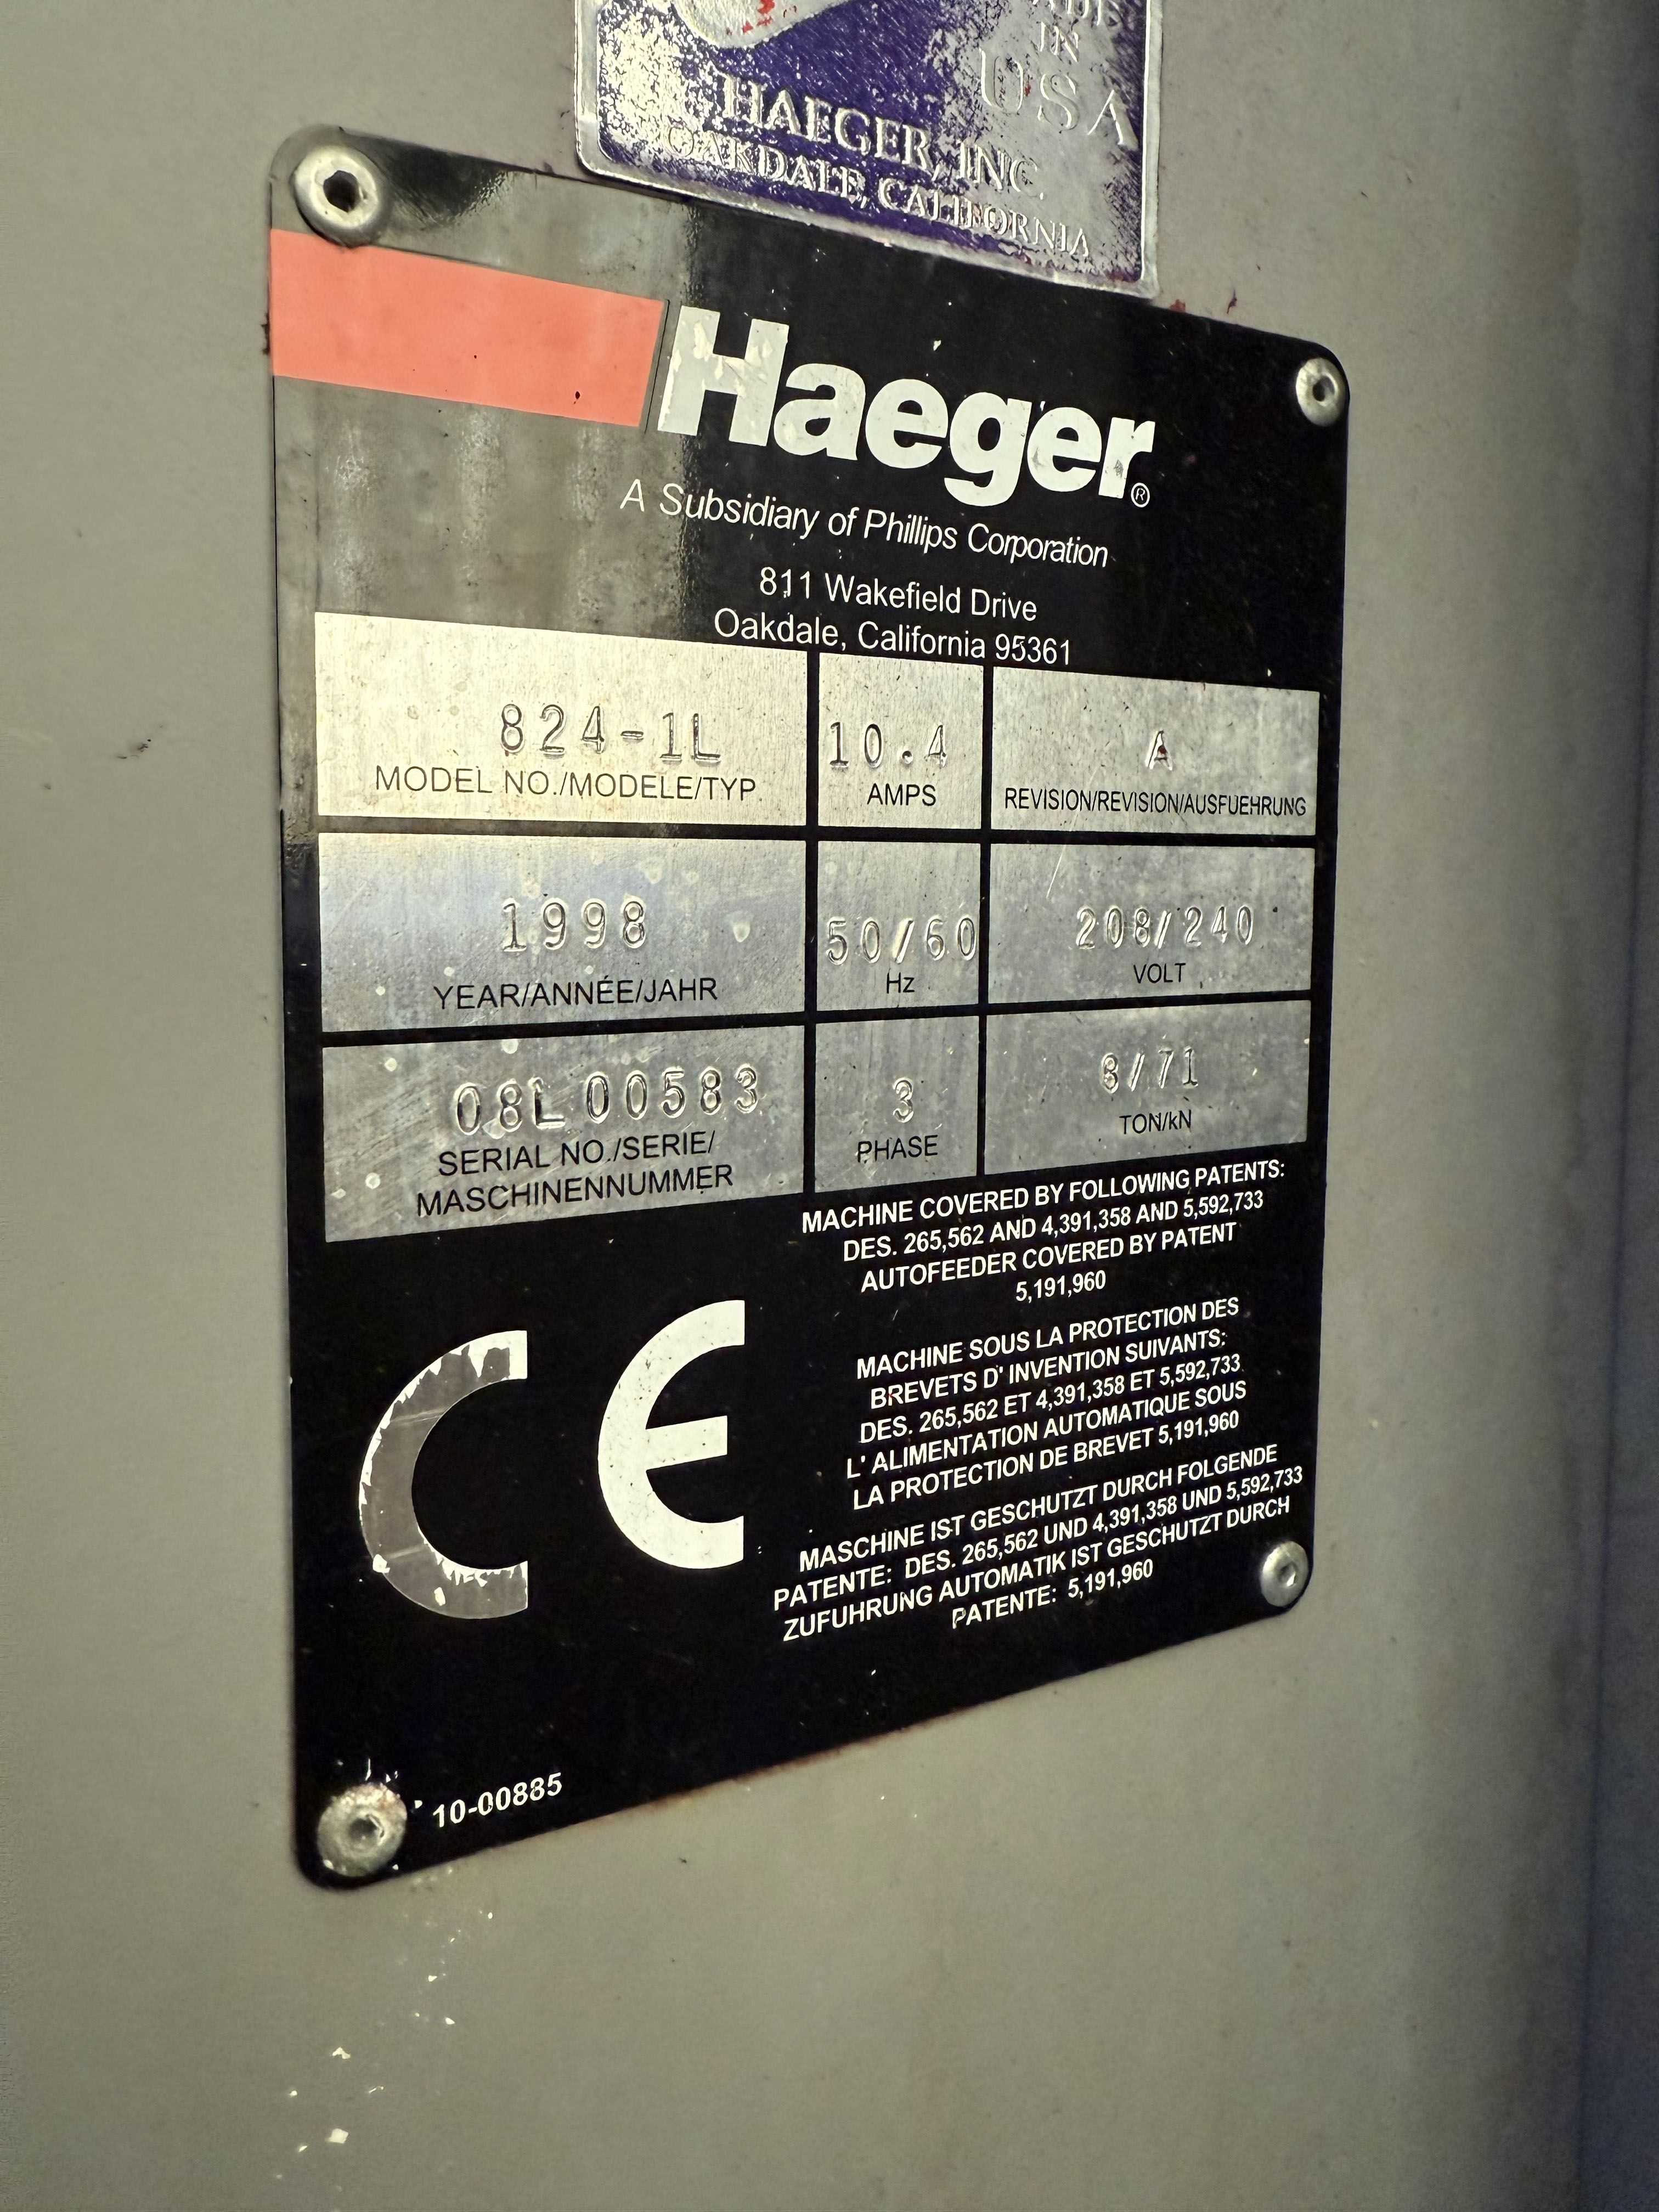 MADE
IN
USA
HAEGER, INC.
OAKDALE, CALIFORNIA
Haeger®
A Subsidiary of Phillips Corporation
811 Wakefield Drive
Oakdale, California 95361
824-1L
MODEL NO./MODELE/TYP
10.4
AMPS
A
REVISION/REVISION/AUSFUEHRUNG
1998
YEAR/ANNÉE/JAHR
50/60
Hz
208/240
VOLT
08L 00583
SERIAL NO./SERIE/
MASCHINENNUMMER
3
PHASE
8/71
TON/kN
MACHINE COVERED BY FOLLOWING PATENTS:
DES. 265,562 AND 4,391,358 AND 5,592,733
AUTOFEEDER COVERED BY PATENT
5,191,960
MACHINE SOUS LA PROTECTION DES
BREVETS D' INVENTION SUIVANTS:
DES. 265,562 ET 4,391,358 ET 5,592,733
L' ALIMENTATION AUTOMATIQUE SOUS
LA PROTECTION DE BREVET 5,191,960
MASCHINE IST GESCHUTZT DURCH FOLGENDE
PATENTE: DES. 265,562 UND 4,391,358 UND 5,592,733
ZUFUHRUNG AUTOMATIK IST GESCHUTZT DURCH
PATENTE: 5,191,960
CE
10-00885